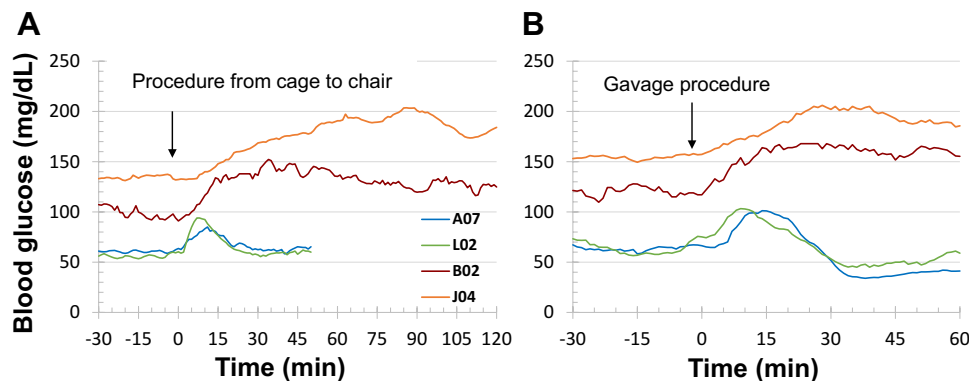 A
B
Blood glucose (mg/dL)
250
200
150
100
50
0
Procedure from cage to chair
A07
L02
B02
J04
-30 -15 0 15 30 45 60 75 90 105 120
Time (min)
250
200
150
100
50
0
Gavage procedure
-30 -15 0 15 30 45 60
Time (min)